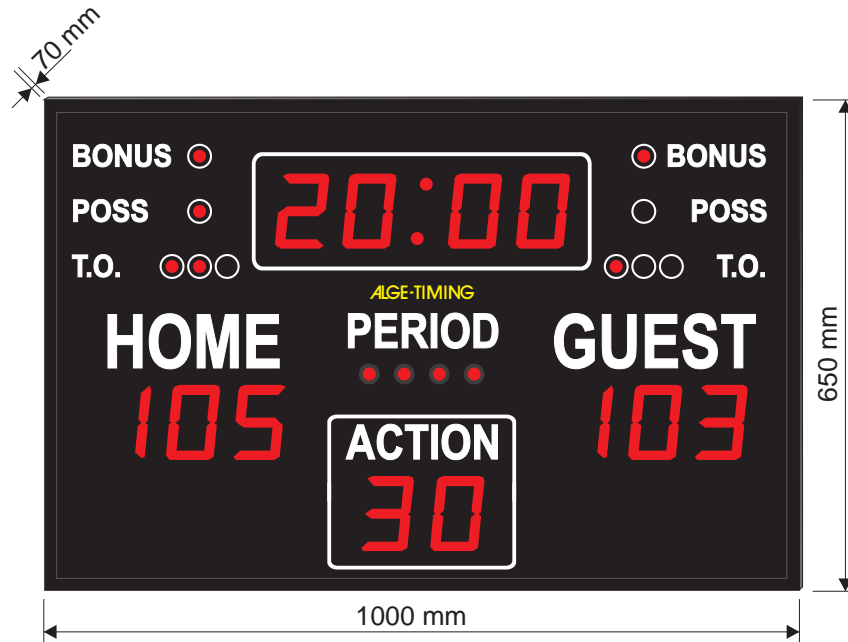 70 mm
BONUS
20:00
BONUS
POSS
POSS
T.O.
T.O.
ALGE-TIMING
HOME
PERIOD
GUEST
105
103
ACTION
30
650 mm
1000 mm